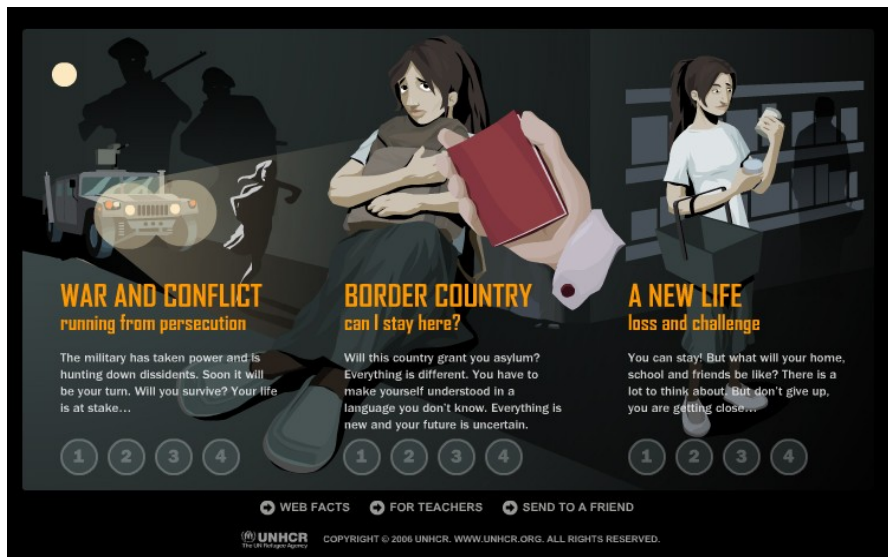 WAR AND CONFLICT
running from persecution
The military has taken power and is
hunting down dissidents. Soon it will
be your turn. Will you survive? Your life
is at stake…
1 2 3 4
BORDER COUNTRY
can I stay here?
Will this country grant you asylum?
Everything is different. You have to
make yourself understood in a
language you don't know. Everything is
new and your future is uncertain.
1 2 3 4
A NEW LIFE
loss and challenge
You can stay! But what will your home,
school and friends be like? There is a
lot to think about. But don't give up,
you are getting close…
1 2 3 4
WEB FACTS FOR TEACHERS SEND TO A FRIEND
UNHCR
The UN Refugee Agency
COPYRIGHT © 2006 UNHCR. WWW.UNHCR.ORG. ALL RIGHTS RESERVED.